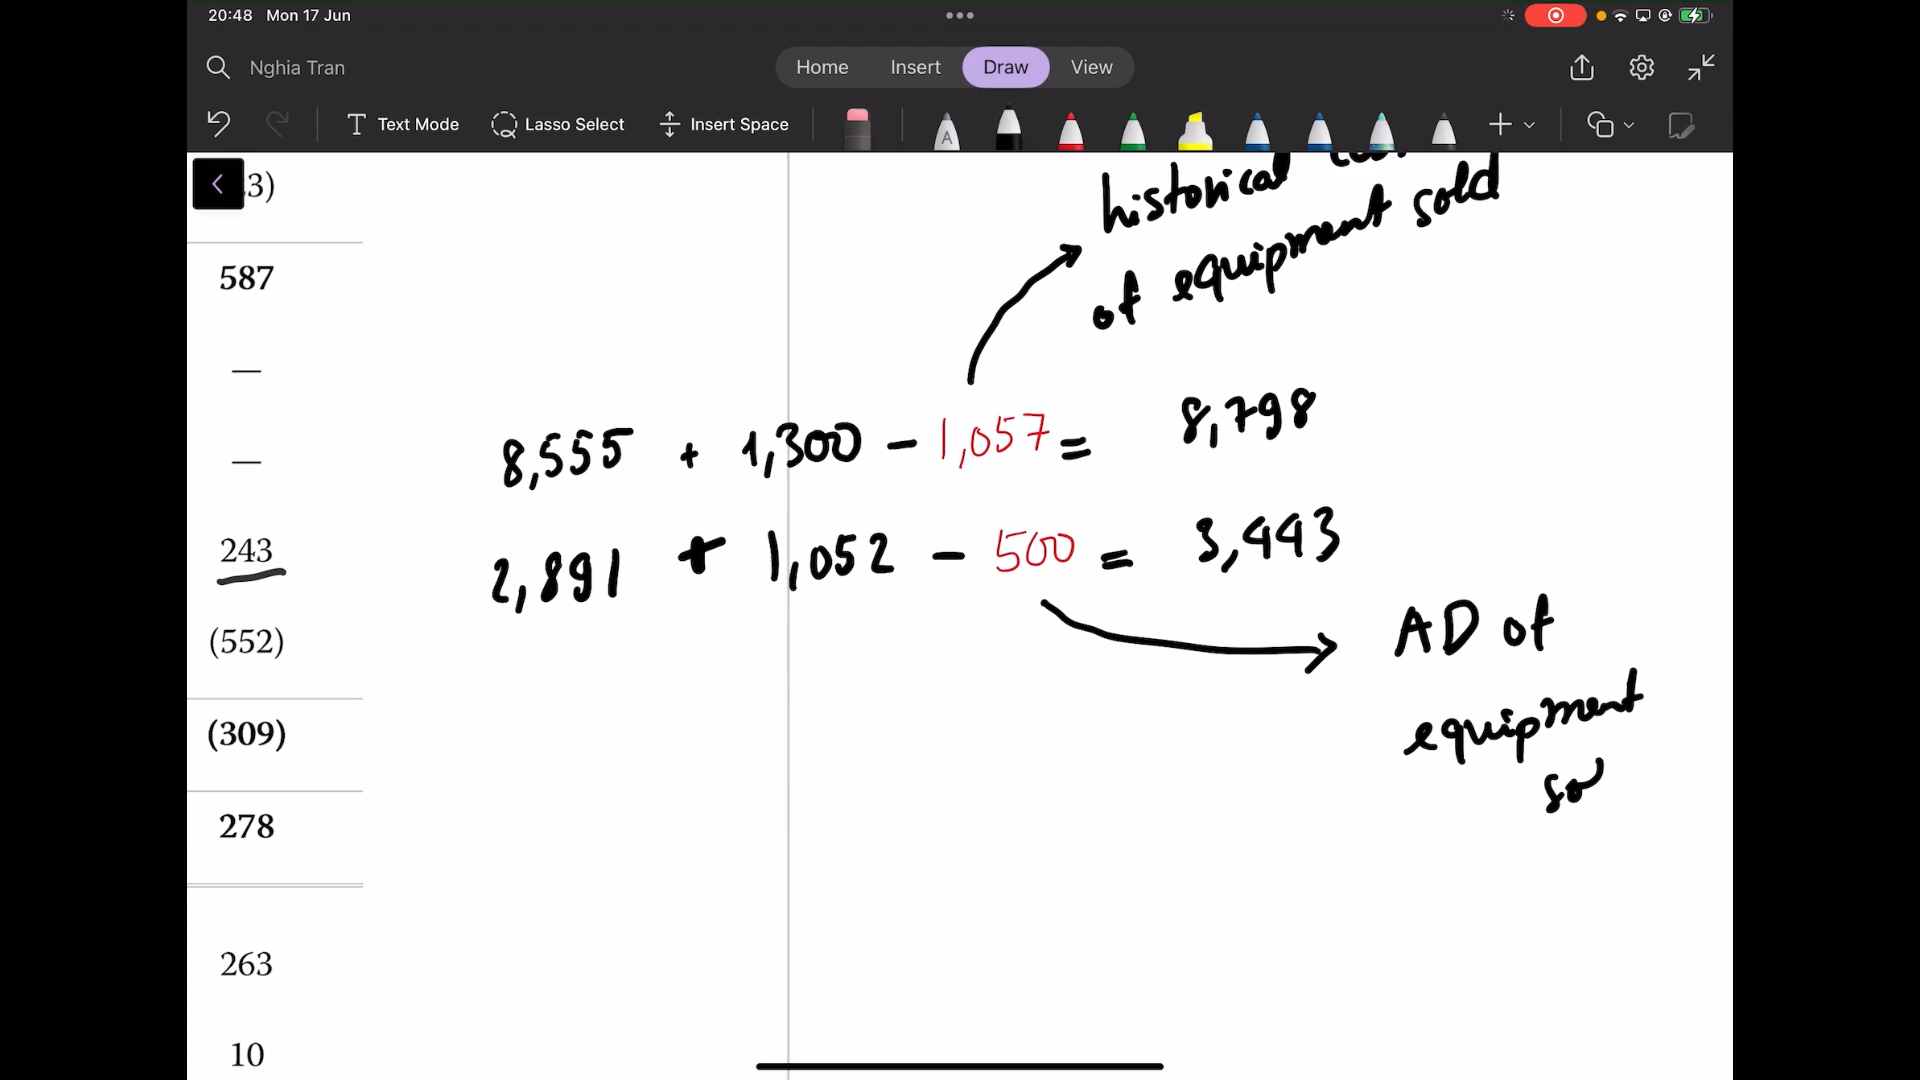 20:48 Mon 17 Jun
Nghia Tran
Home Insert Draw View
Text Mode Lasso Select Insert Space
A
3)
587
—
—
243
(552)
(309)
278
263
10
historical
of equipment sold
8,555 + 1,300 - 1,057 = 8,798
2,891 + 1,052 - 500 = 3,443
AD of
equipment
so